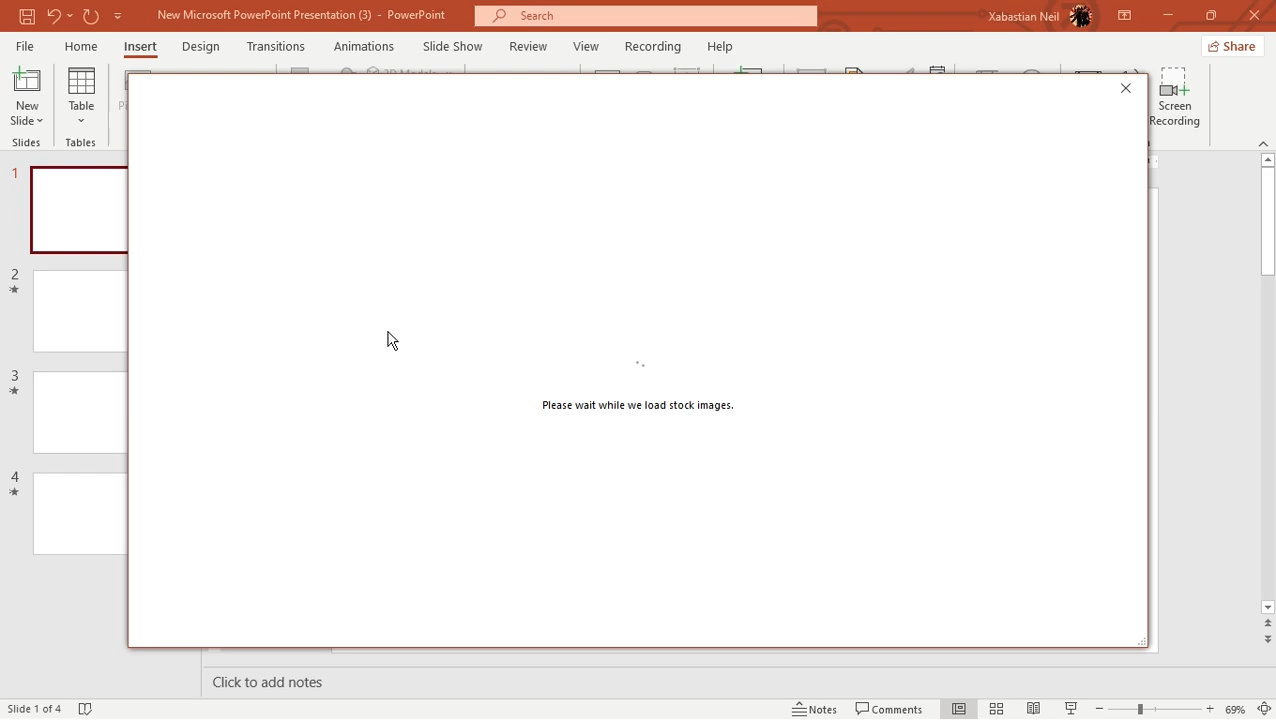 New Microsoft PowerPoint Presentation (3) - PowerPoint
Search
Xabastian Neil
File
Home
Insert
Design
Transitions
Animations
Slide Show
Review
View
Recording
Help
Share
New
Slide
Table
Screen
Recording
Slides
Tables
1
2
3
4
Please wait while we load stock images.
Click to add notes
Slide 1 of 4
Notes
Comments
69%